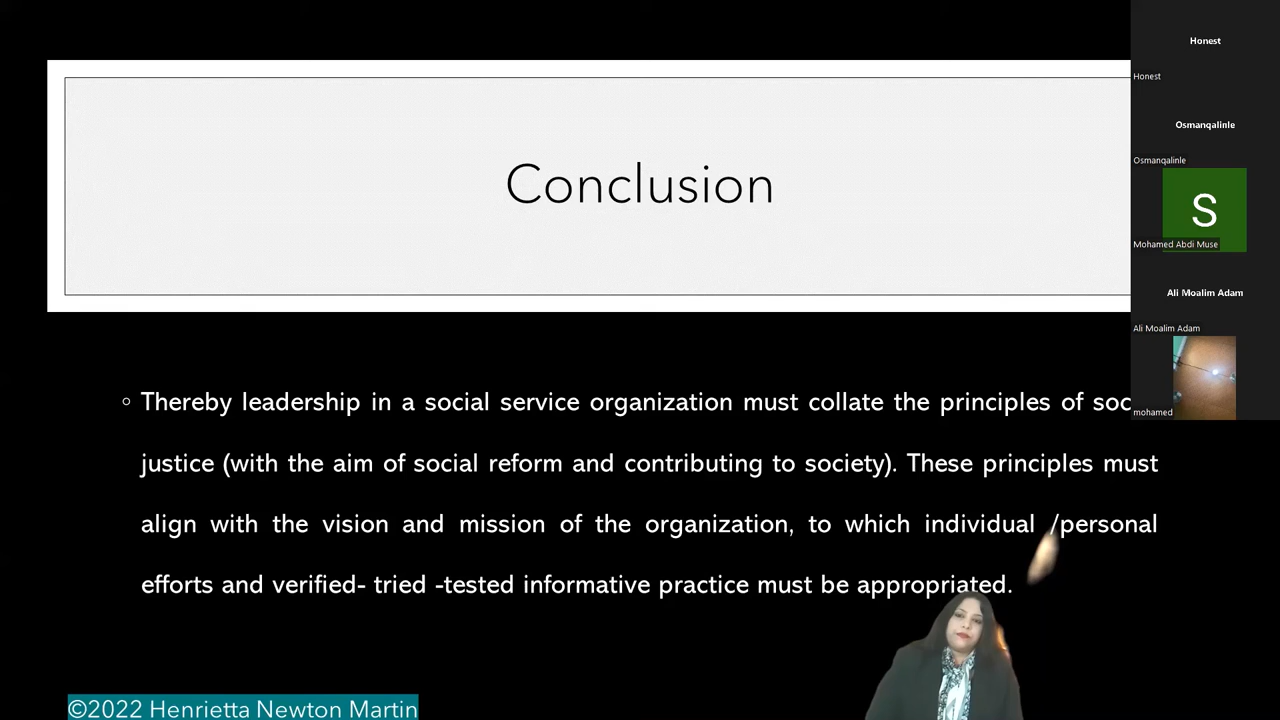 Conclusion
Thereby leadership in a social service organization must collate the principles of soc
justice (with the aim of social reform and contributing to society). These principles must
align with the vision and mission of the organization, to which individual /personal
efforts and verified- tried -tested informative practice must be appropriated.
©2022 Henrietta Newton Martin
Honest
Honest
Osmanqalinle
Osmanqalinle
S
Mohamed Abdi Muse
Ali Moalim Adam
Ali Moalim Adam
mohamed